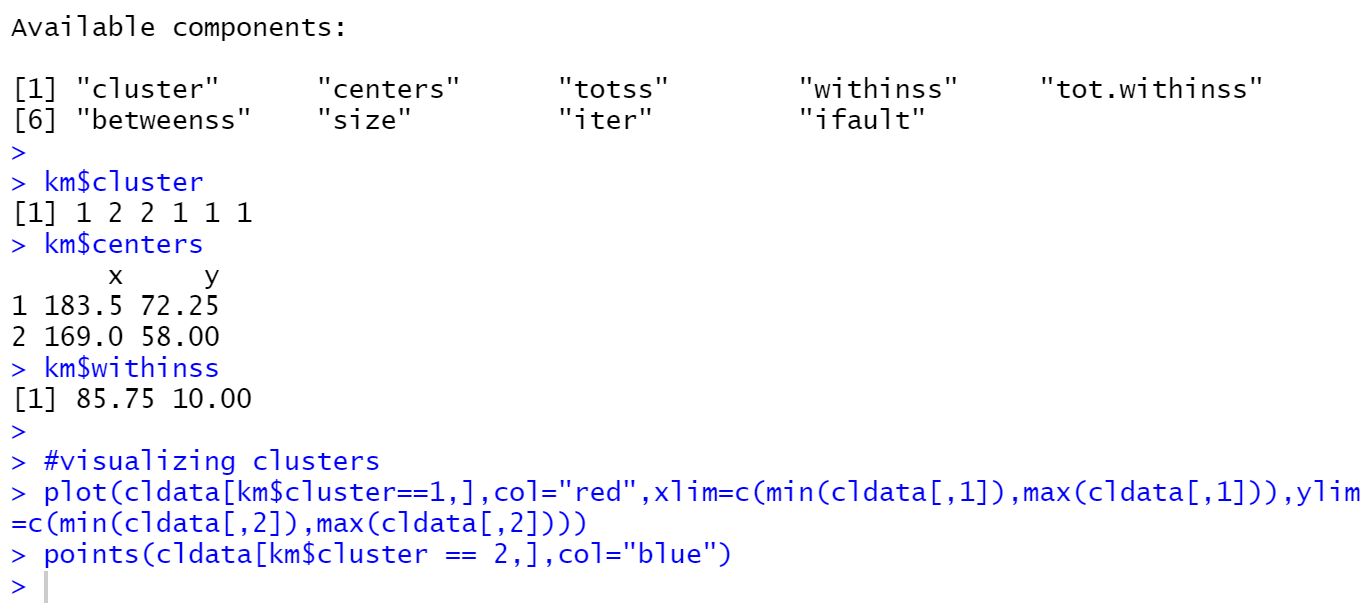 Available components:
[1] "cluster"      "centers"      "totss"        "withinss"     "tot.withinss"
[6] "betweenss"    "size"         "iter"         "ifault"
>
> km$cluster
[1] 1 2 2 1 1 1
> km$centers
      x     y
1 183.5 72.25
2 169.0 58.00
> km$withinss
[1] 85.75 10.00
>
> #visualizing clusters
> plot(cldata[km$cluster==1,],col="red",xlim=c(min(cldata[,1]),max(cldata[,1])),ylim
=c(min(cldata[,2]),max(cldata[,2])))
> points(cldata[km$cluster == 2,],col="blue")
>